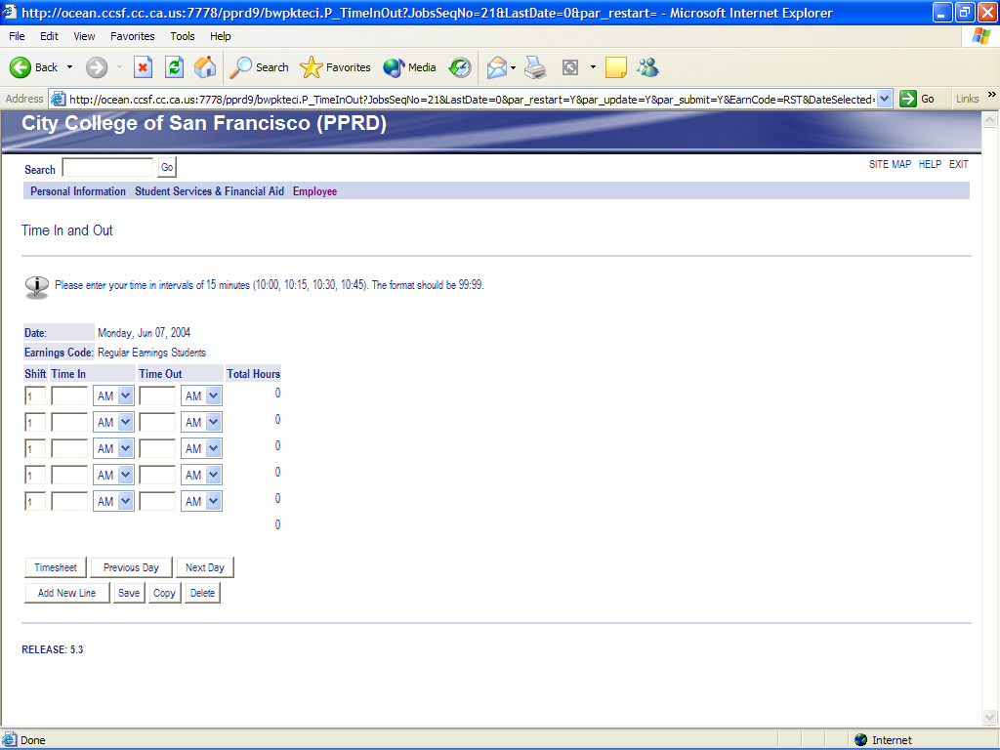 http://ocean.ccsf.cc.ca.us:7778/pprd9/bwpkteci.P_TimeInOut?JobsSeqNo=21&LastDate=0&par_restart= - Microsoft Internet Explorer
File Edit View Favorites Tools Help
Back Search Favorites Media
Address http://ocean.ccsf.cc.ca.us:7778/pprd9/bwpkteci.P_TimeInOut?JobsSeqNo=21&LastDate=0&par_restart=Y&par_update=Y&par_submit=Y&EarnCode=RST&DateSelected= Go Links »
City College of San Francisco (PPRD)
Search Go SITE MAP HELP EXIT
Personal Information Student Services & Financial Aid Employee
Time In and Out
Please enter your time in intervals of 15 minutes (10:00, 10:15, 10:30, 10:45). The format should be 99:99.
Date: Monday, Jun 07, 2004
Earnings Code: Regular Earnings Students
Shift Time In Time Out Total Hours
1 AM AM 0
1 AM AM 0
1 AM AM 0
1 AM AM 0
1 AM AM 0
0
Timesheet Previous Day Next Day
Add New Line Save Copy Delete
RELEASE: 5.3
Done Internet